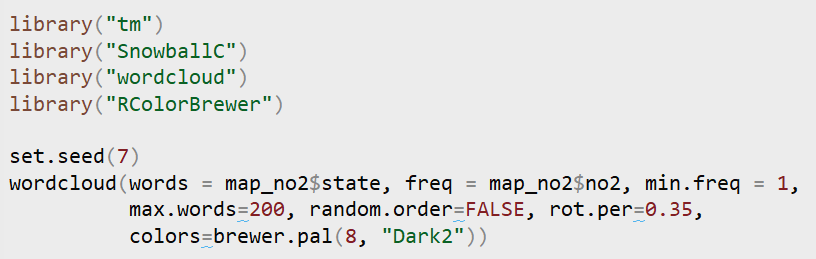 library("tm")
library("SnowballC")
library("wordcloud")
library("RColorBrewer")

set.seed(7)
wordcloud(words = map_no2$state, freq = map_no2$no2, min.freq = 1,
          max.words=200, random.order=FALSE, rot.per=0.35,
          colors=brewer.pal(8, "Dark2"))